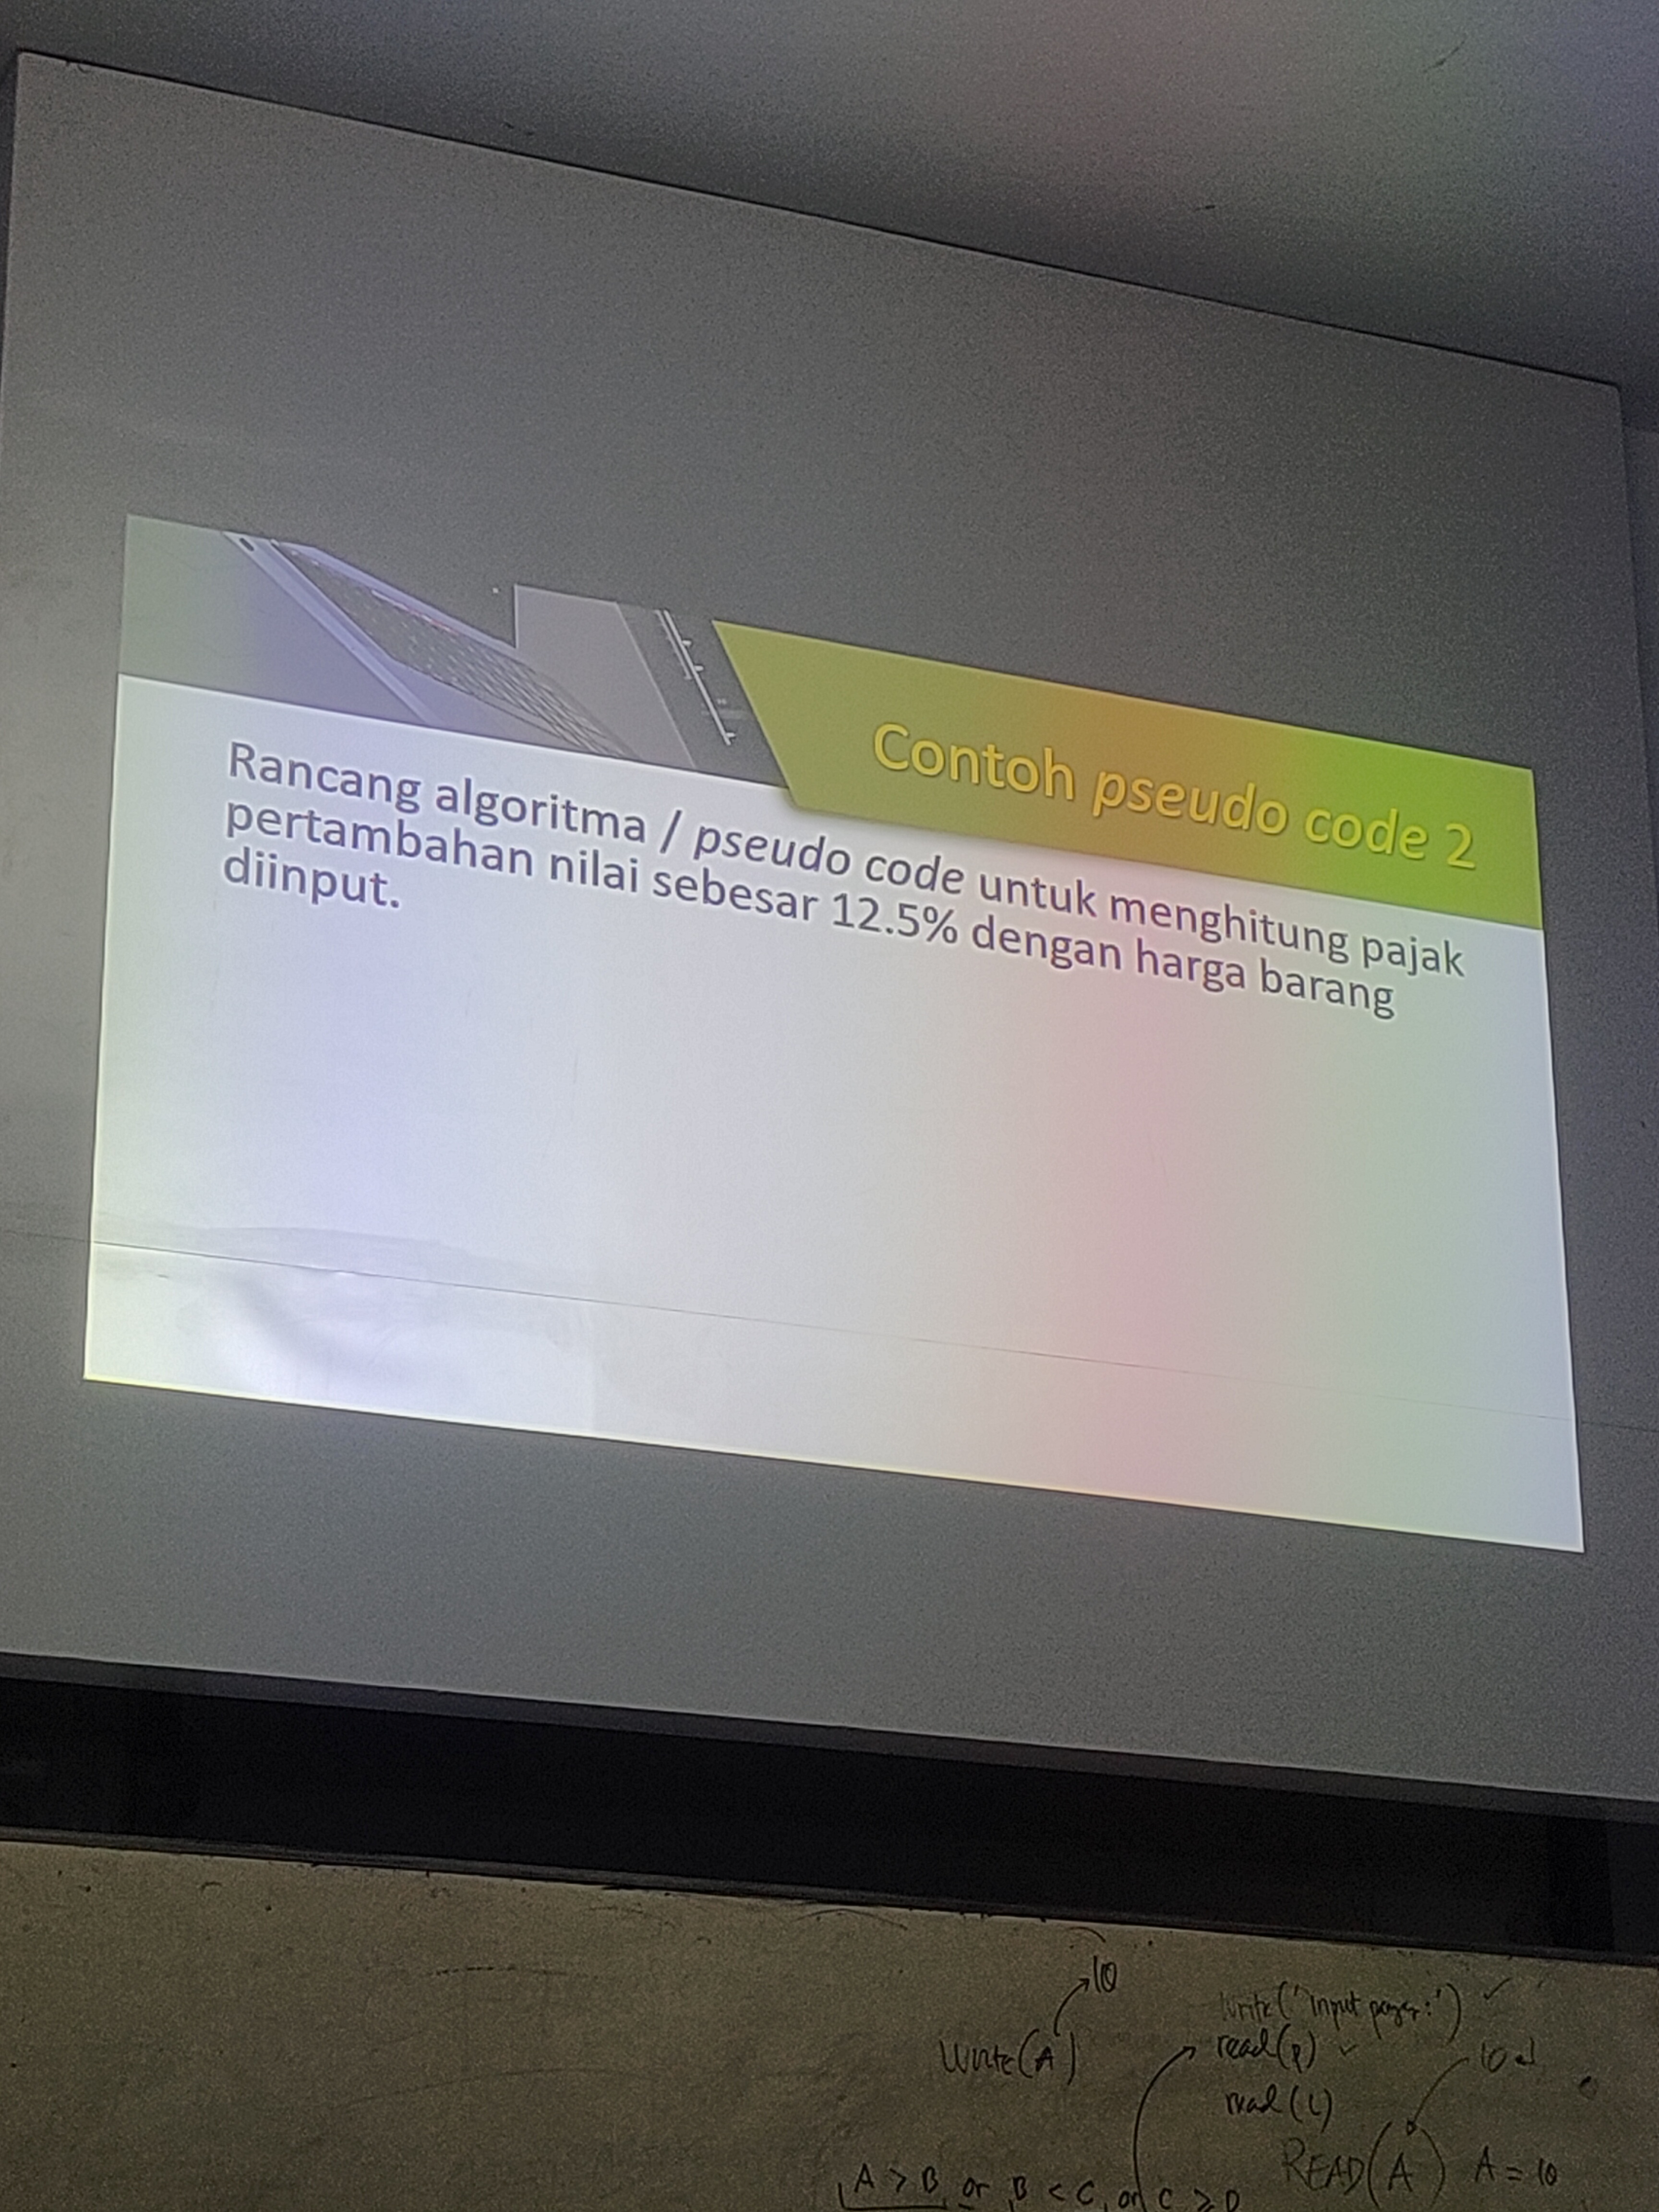 Contoh pseudo code 2
Rancang algoritma / pseudo code untuk menghitung pajak
pertambahan nilai sebesar 12.5% dengan harga barang
diinput.
10
Write(A)
write('Input
read(p)
read(L)
10
READ(A) A = 10
A > B or B < C or C ≥ D